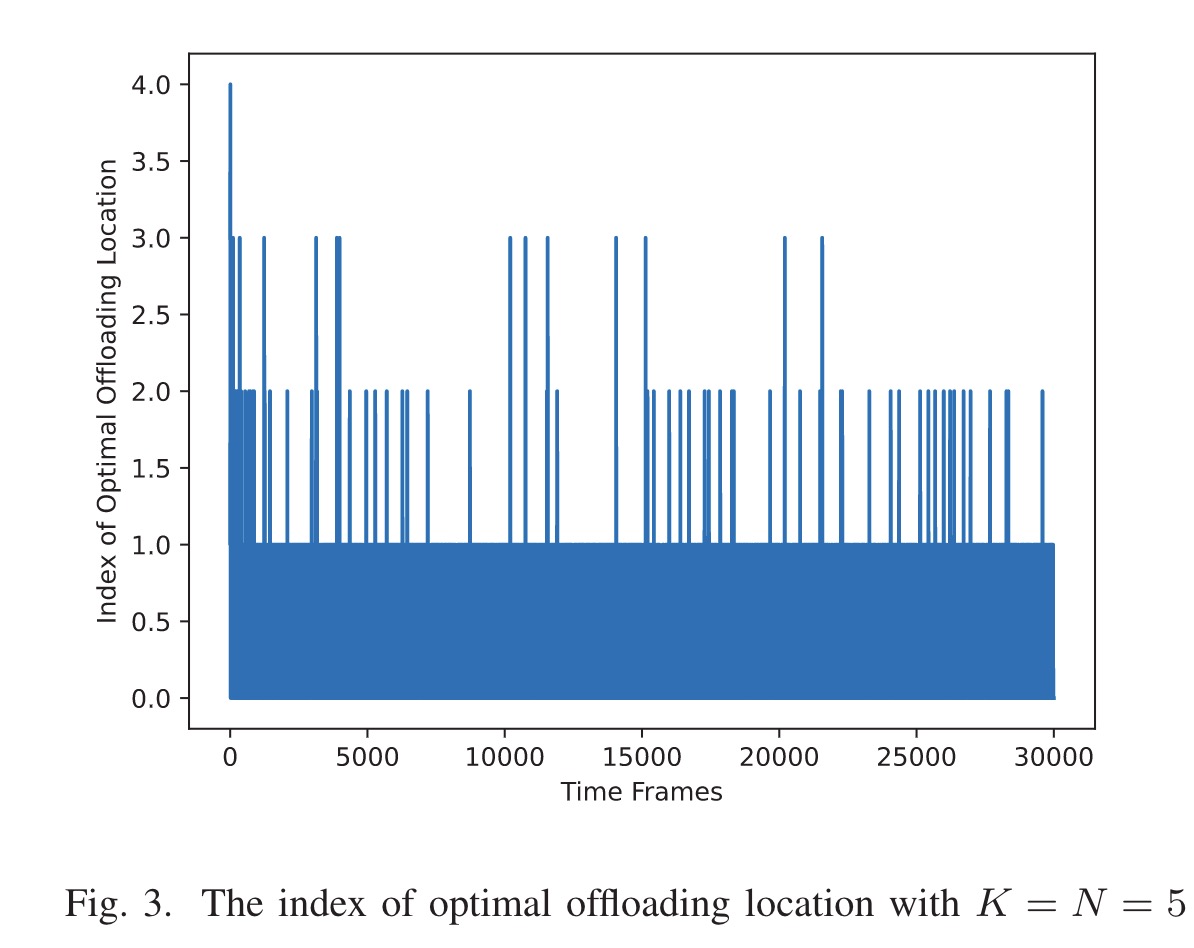 4.0
3.5
3.0
2.5
2.0
1.5
1.0
0.5
0.0
Index of Optimal Offloading Location
0 5000 10000 15000 20000 25000 30000
Time Frames
Fig. 3. The index of optimal offloading location with K = N = 5